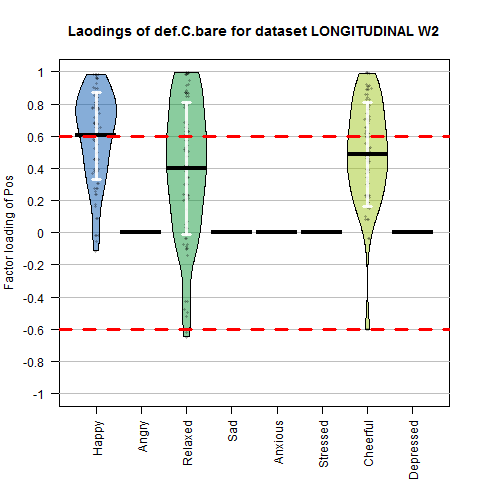 Laodings of def.C.bare for dataset LONGITUDINAL W2
Factor loading of Pos
1
0.8
0.6
0.4
0.2
0
-0.2
-0.4
-0.6
-0.8
-1
Happy
Angry
Relaxed
Sad
Anxious
Stressed
Cheerful
Depressed